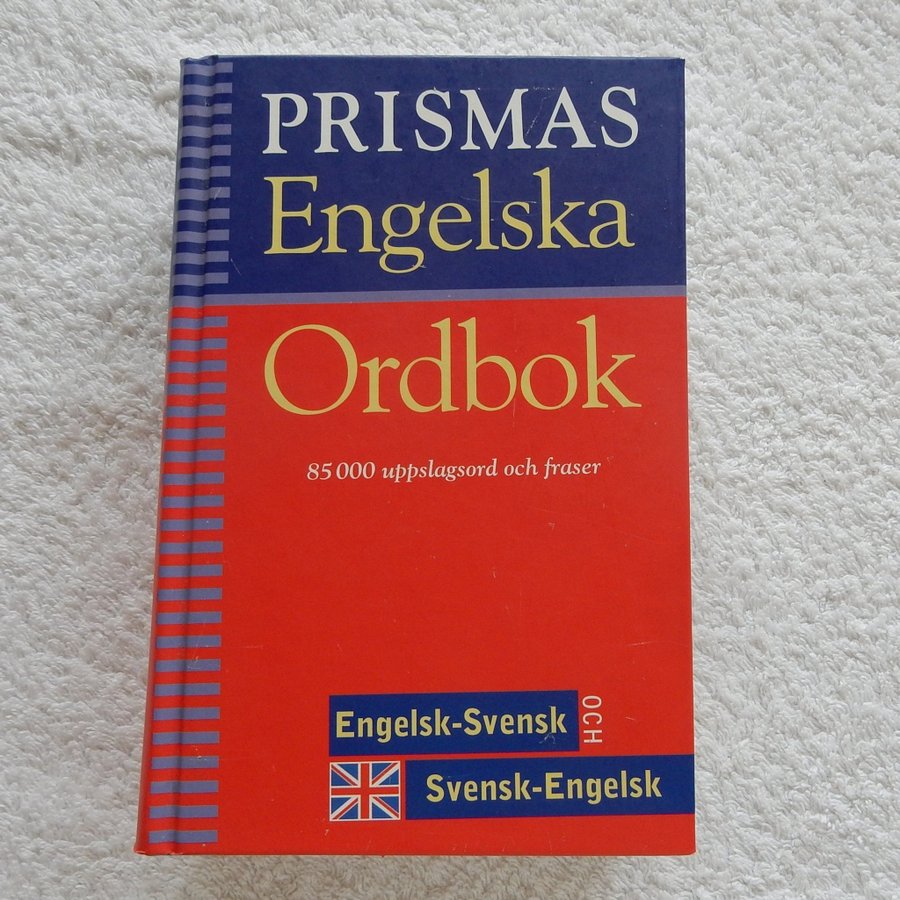 PRISMAS
Engelska
Ordbok
85 000 uppslagsord och fraser
Engelsk-Svensk
OCH
Svensk-Engelsk